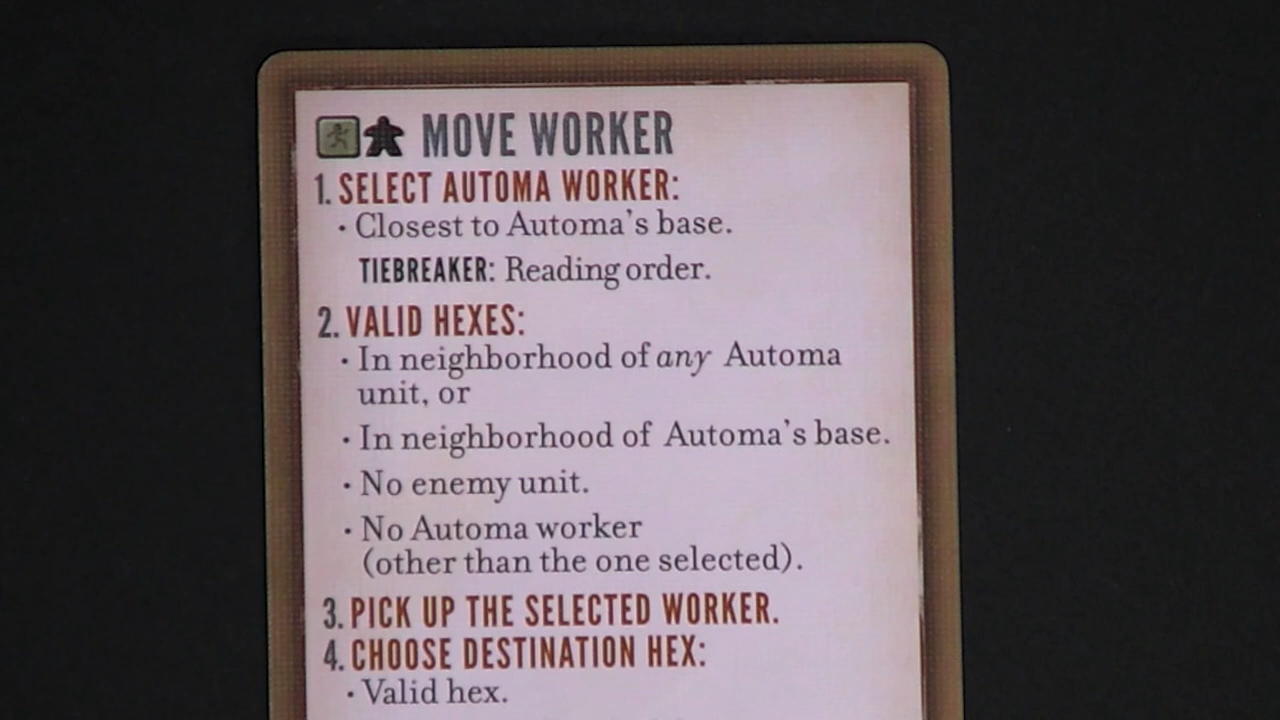 MOVE WORKER
1. SELECT AUTOMA WORKER:
· Closest to Automa's base.
TIEBREAKER: Reading order.
2. VALID HEXES:
· In neighborhood of any Automa
unit, or
· In neighborhood of Automa's base.
· No enemy unit.
· No Automa worker
(other than the one selected).
3. PICK UP THE SELECTED WORKER.
4. CHOOSE DESTINATION HEX:
· Valid hex.